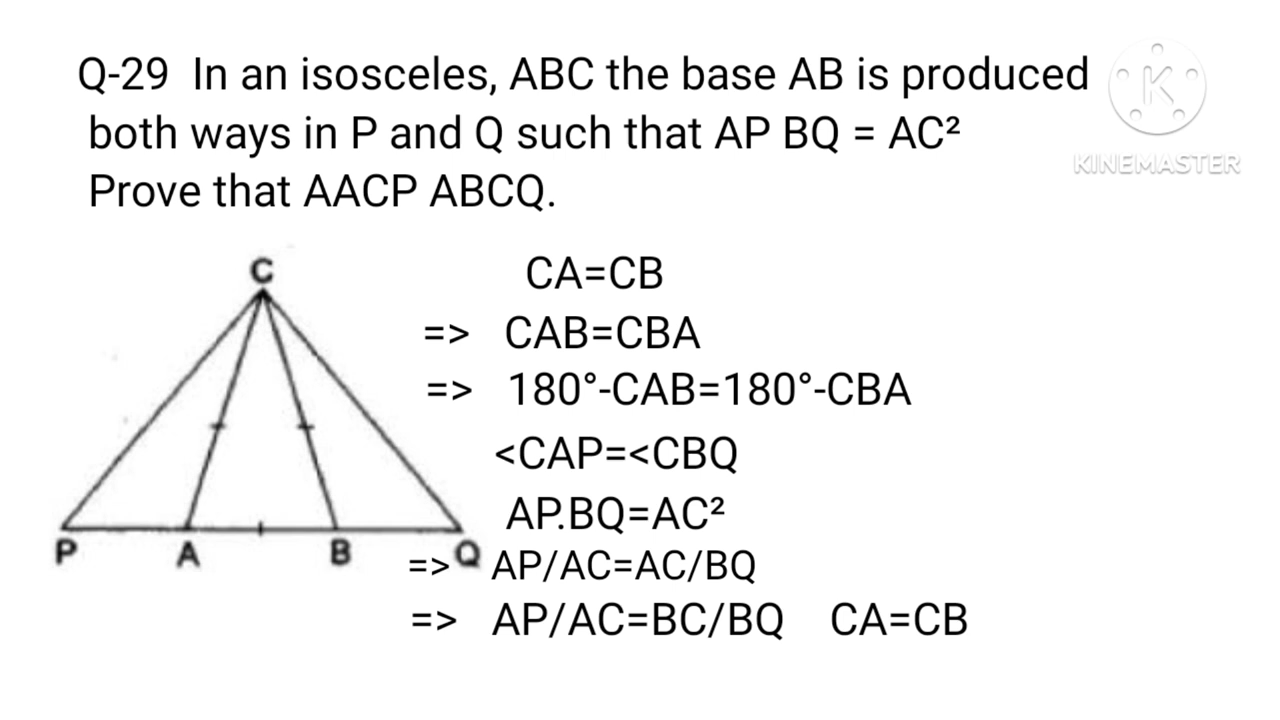 Q-29 In an isosceles, ABC the base AB is produced
both ways in P and Q such that AP BQ = AC²
Prove that AACP ABCQ.
KINEMASTER
C
CA=CB
=> CAB=CBA
=> 180°-CAB=180°-CBA
<CAP=<CBQ
AP.BQ=AC²
P A B Q
=> AP/AC=AC/BQ
=> AP/AC=BC/BQ CA=CB